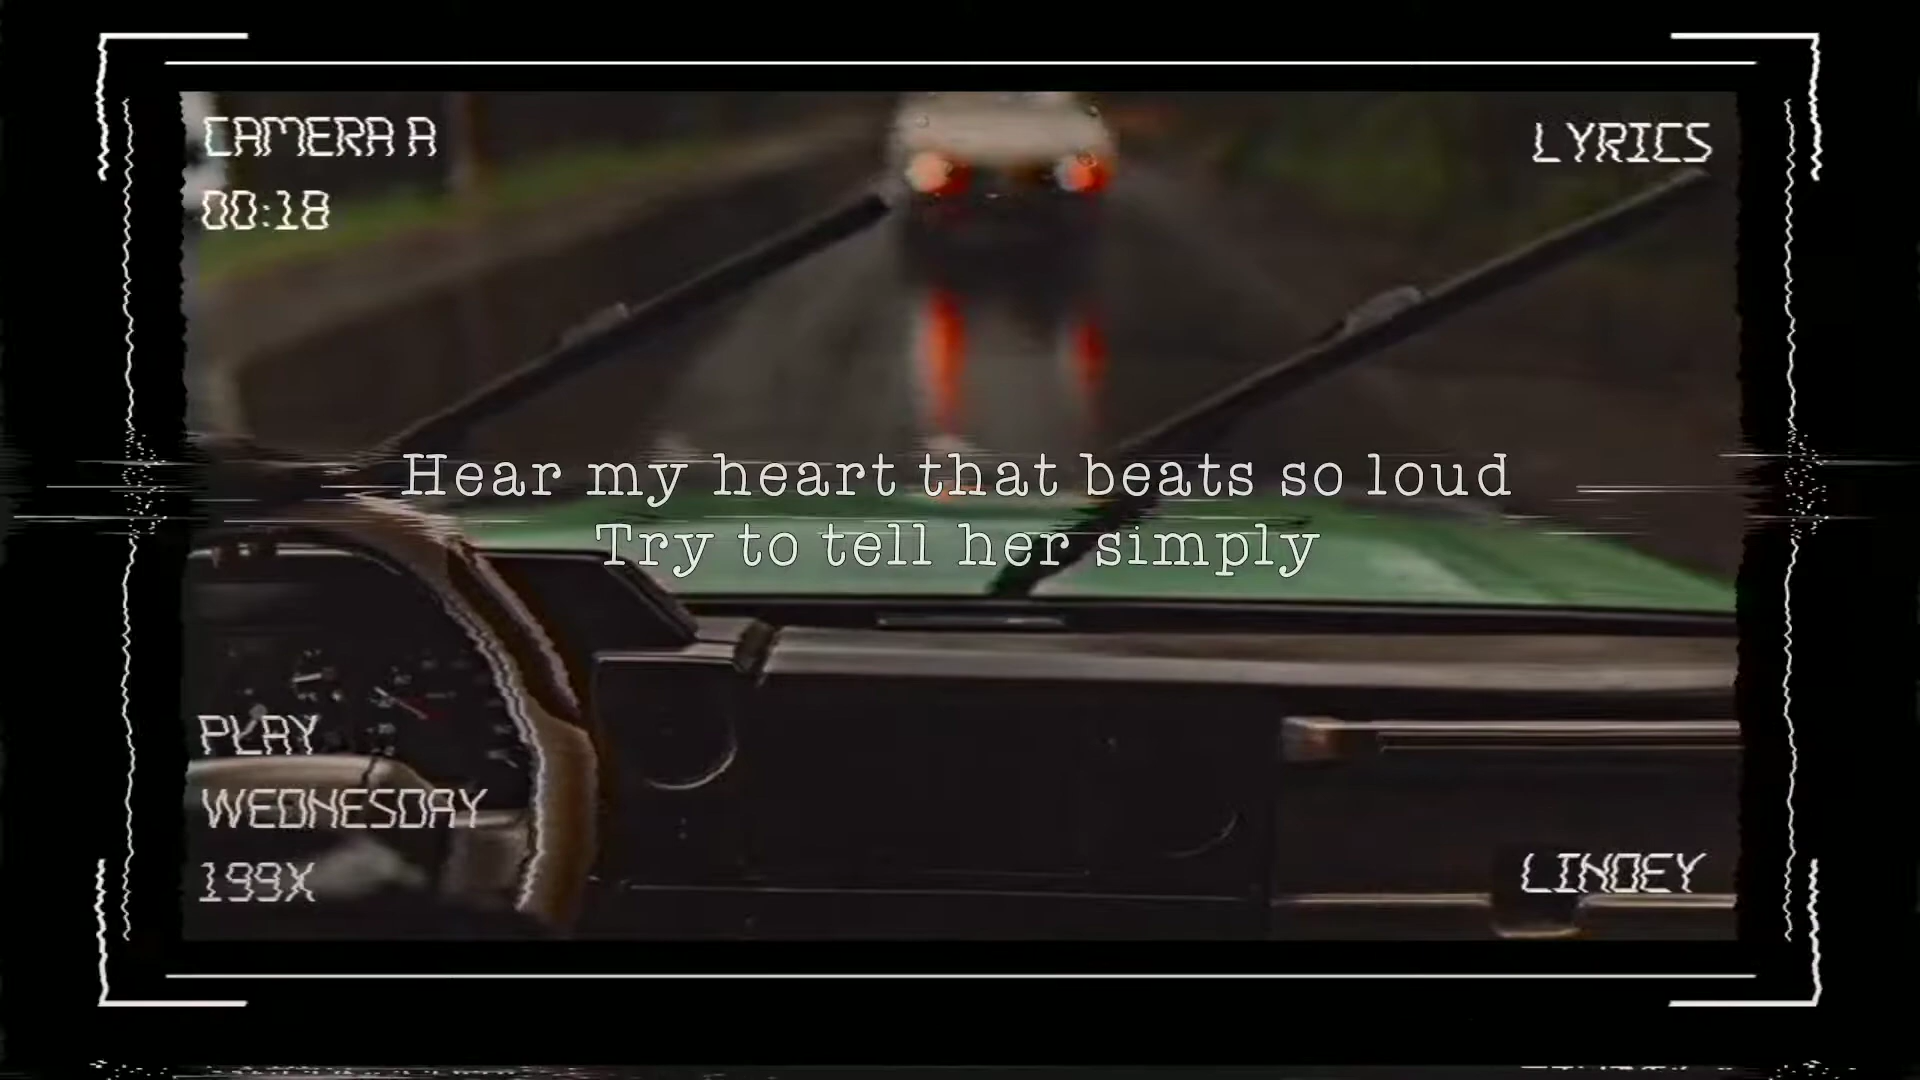 CAMERA A
LYRICS
00:18
Hear my heart that beats so loud
Try to tell her simply
PLAY
WEDNESDAY
199X
LINDEY